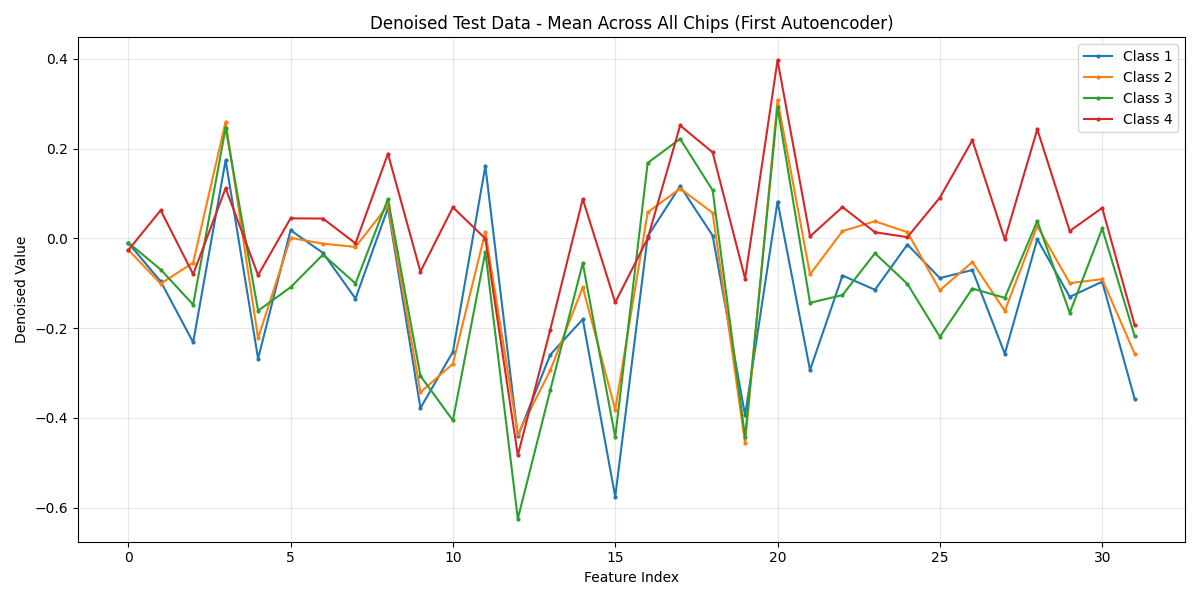 Denoised Test Data - Mean Across All Chips (First Autoencoder)
Class 1
Class 2
Class 3
Class 4
Denoised Value
0.4
0.2
0.0
−0.2
−0.4
−0.6
0 5 10 15 20 25 30
Feature Index